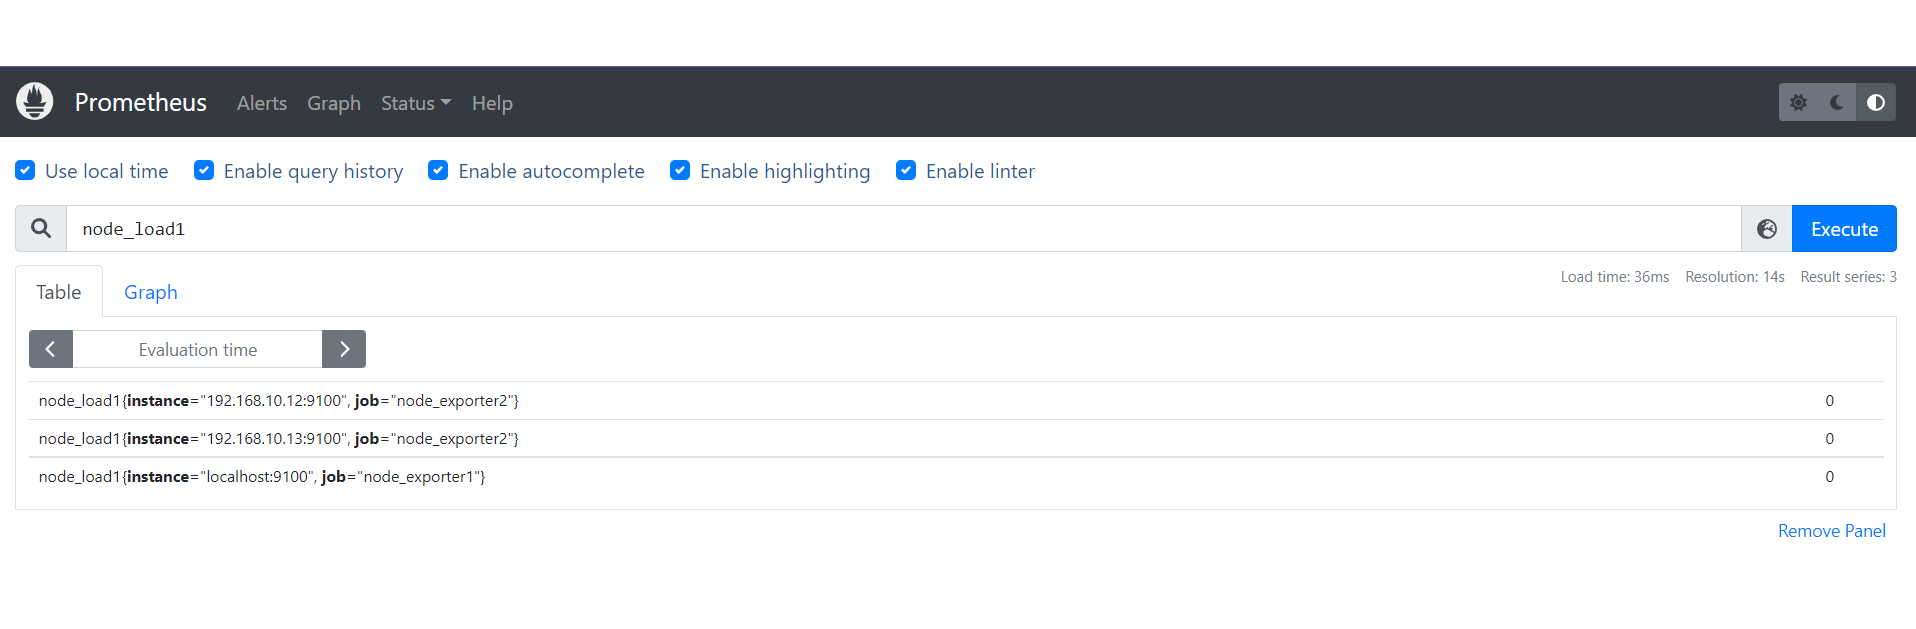 Prometheus Alerts Graph Status Help
Use local time Enable query history Enable autocomplete Enable highlighting Enable linter
node_load1 Execute
Table Graph Load time: 36ms Resolution: 14s Result series: 3
Evaluation time
node_load1{instance="192.168.10.12:9100", job="node_exporter2"} 0
node_load1{instance="192.168.10.13:9100", job="node_exporter2"} 0
node_load1{instance="localhost:9100", job="node_exporter1"} 0
Remove Panel